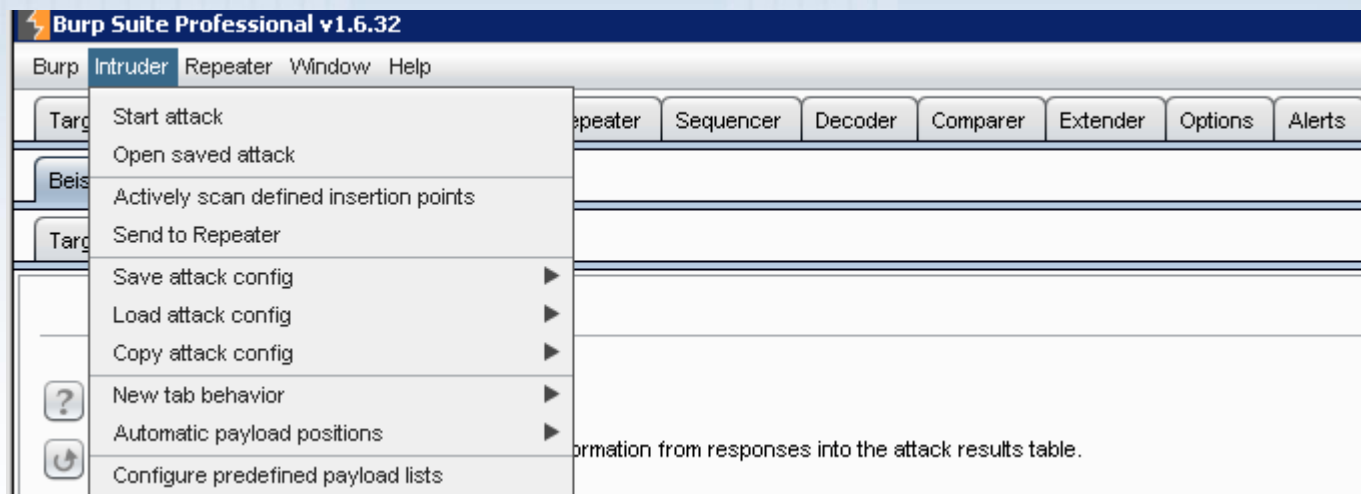 Burp Suite Professional v1.6.32
Burp Intruder Repeater Window Help
Targ epeater Sequencer Decoder Comparer Extender Options Alerts
Start attack
Open saved attack
Beis
Actively scan defined insertion points
Targ
Send to Repeater
Save attack config
Load attack config
Copy attack config
New tab behavior
Automatic payload positions
ormation from responses into the attack results table.
Configure predefined payload lists